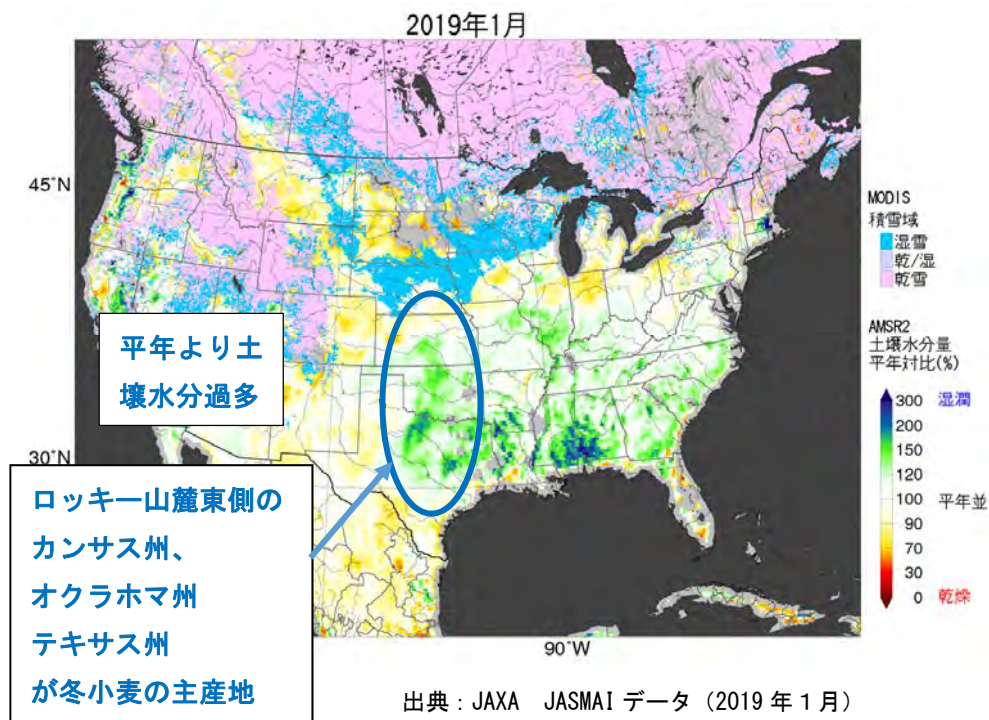 2019年1月
45°N
30°N
90°W
MODIS
積雪域
湿雪
乾/湿
乾雪
AMSR2
土壌水分量
平年対比(%)
300 湿潤
200
150
120
100 平年並
90
70
30
0 乾燥
平年より土
壌水分過多
ロッキー山麓東側の
カンサス州、
オクラホマ州
テキサス州
が冬小麦の主産地
出典：JAXA JASMAI データ（2019 年 1 月）